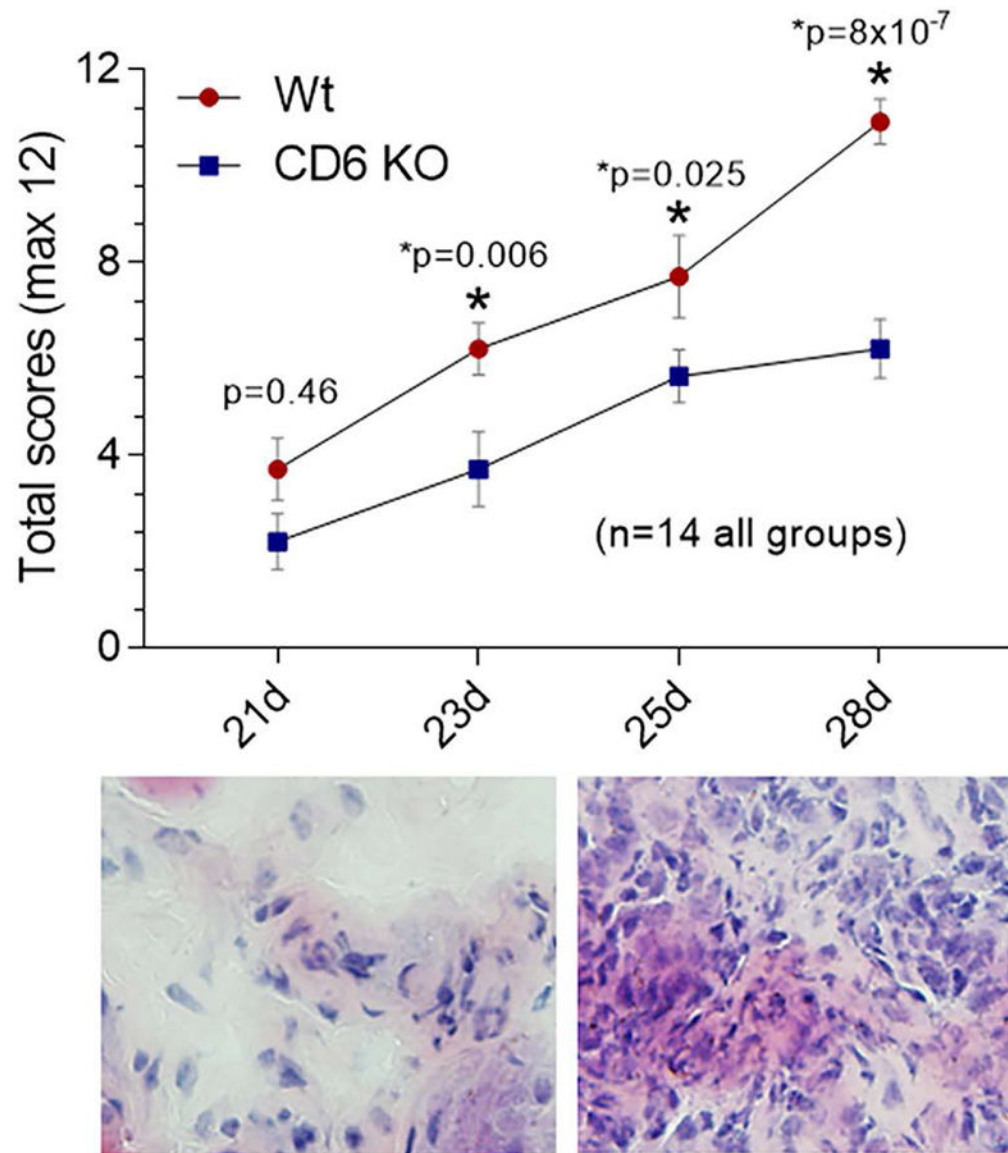 *p=8x10⁻⁷
*
12
Wt
CD6 KO
*p=0.025
*
*p=0.006
*
8
p=0.46
4
(n=14 all groups)
0
Total scores (max 12)
21d 23d 25d 28d